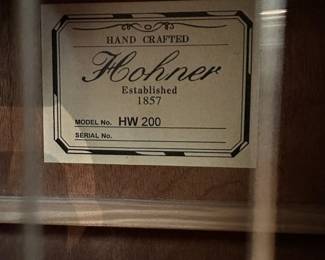 HAND CRAFTED
Hohner
Established
1857
MODEL No. HW 200
SERIAL No.